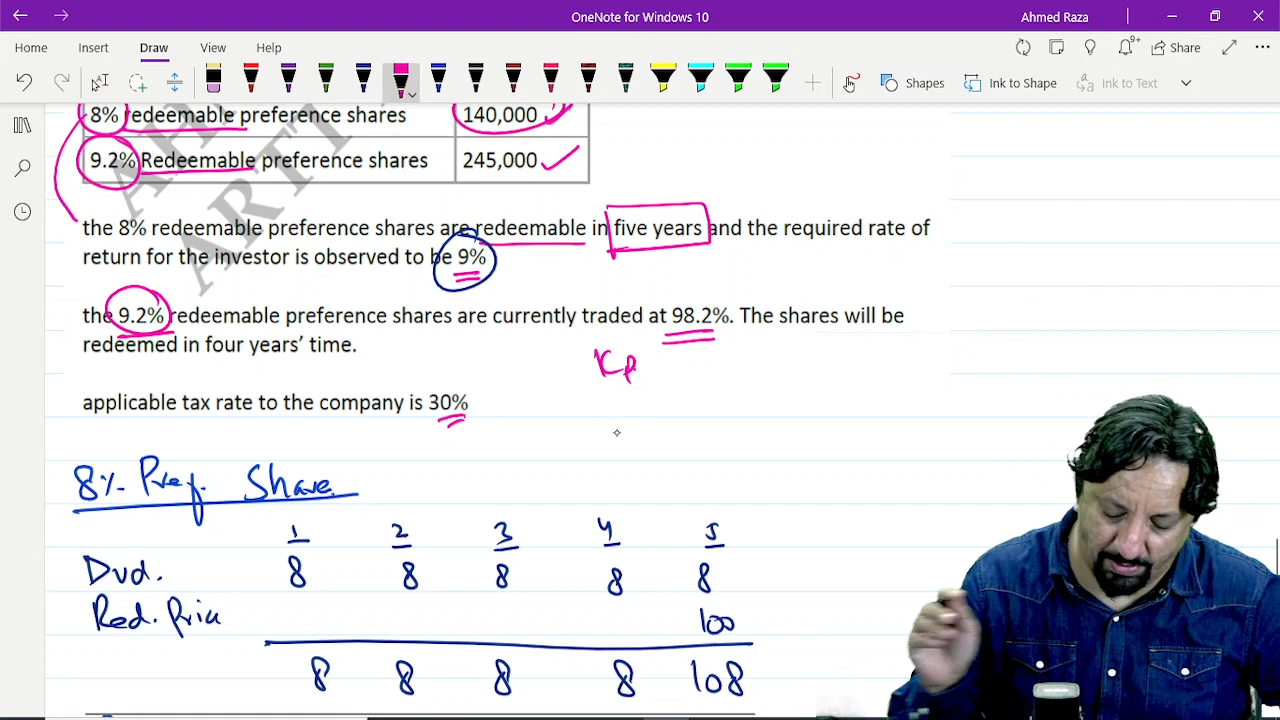 OneNote for Windows 10
Ahmed Raza
Home Insert Draw View Help
9+ Share
Shapes Ink to Shape Ink to Text
8% redeemable preference shares 140,000
9.2% Redeemable preference shares 245,000
the 8% redeemable preference shares are redeemable in five years and the required rate of
return for the investor is observed to be 9%
the 9.2% redeemable preference shares are currently traded at 98.2%. The shares will be
redeemed in four years' time.
Kp
applicable tax rate to the company is 30%
8% Pref. Share
1 2 3 4 5
Dvd. 8 8 8 8 8
Red. Price 100
8 8 8 8 108